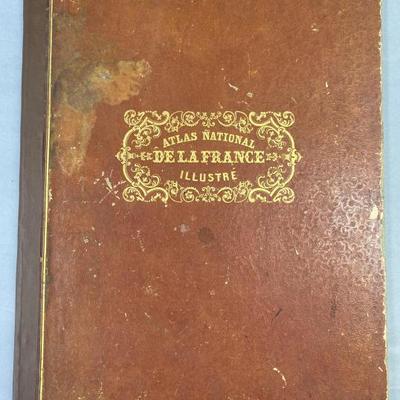 ATLAS NATIONAL
DE LA FRANCE
ILLUSTRÉ